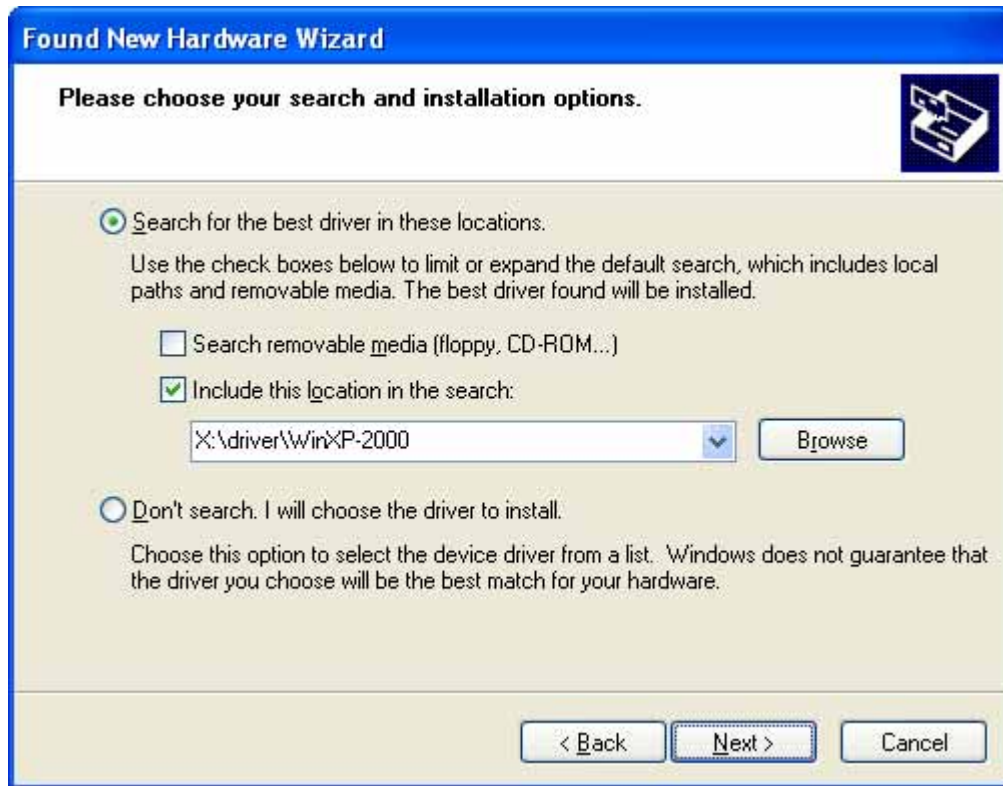 Found New Hardware Wizard
Please choose your search and installation options.
Search for the best driver in these locations.
Use the check boxes below to limit or expand the default search, which includes local
paths and removable media. The best driver found will be installed.
Search removable media (floppy, CD-ROM...)
Include this location in the search:
X:\driver\WinXP-2000
Browse
Don't search. I will choose the driver to install.
Choose this option to select the device driver from a list. Windows does not guarantee that
the driver you choose will be the best match for your hardware.
< Back
Next >
Cancel